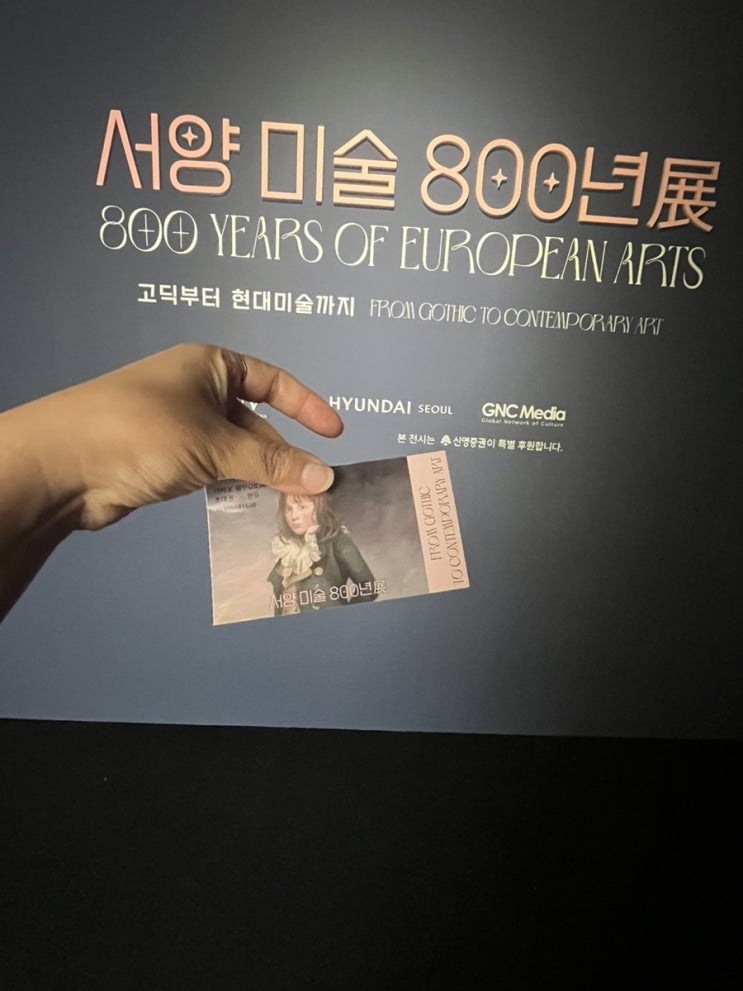 서양 미술 800년展
800 YEARS OF EUROPEAN ARTS
고딕부터 현대미술까지 FROM GOTHIC TO CONTEMPORARY ART
HYUNDAI SEOUL GNC Media
Global Network of Culture
본 전시는 신영증권이 특별 후원합니다.
FROM GOTHIC
TO CONTEMPORARY ART
서양 미술 800년展